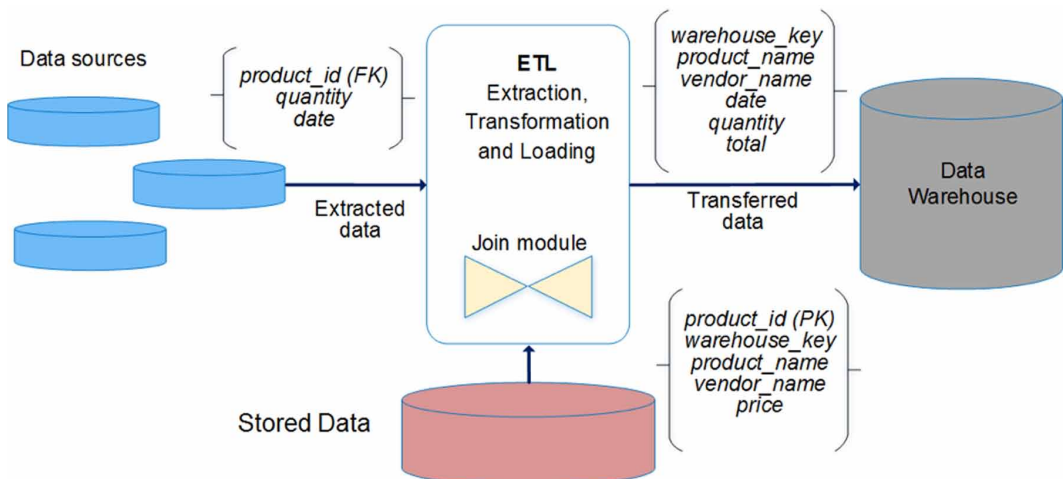 Data sources
product_id (FK)
quantity
date
Extracted
data
ETL
Extraction,
Transformation
and Loading
Join module
warehouse_key
product_name
vendor_name
date
quantity
total
Transferred
data
Data
Warehouse
Stored Data
product_id (PK)
warehouse_key
product_name
vendor_name
price